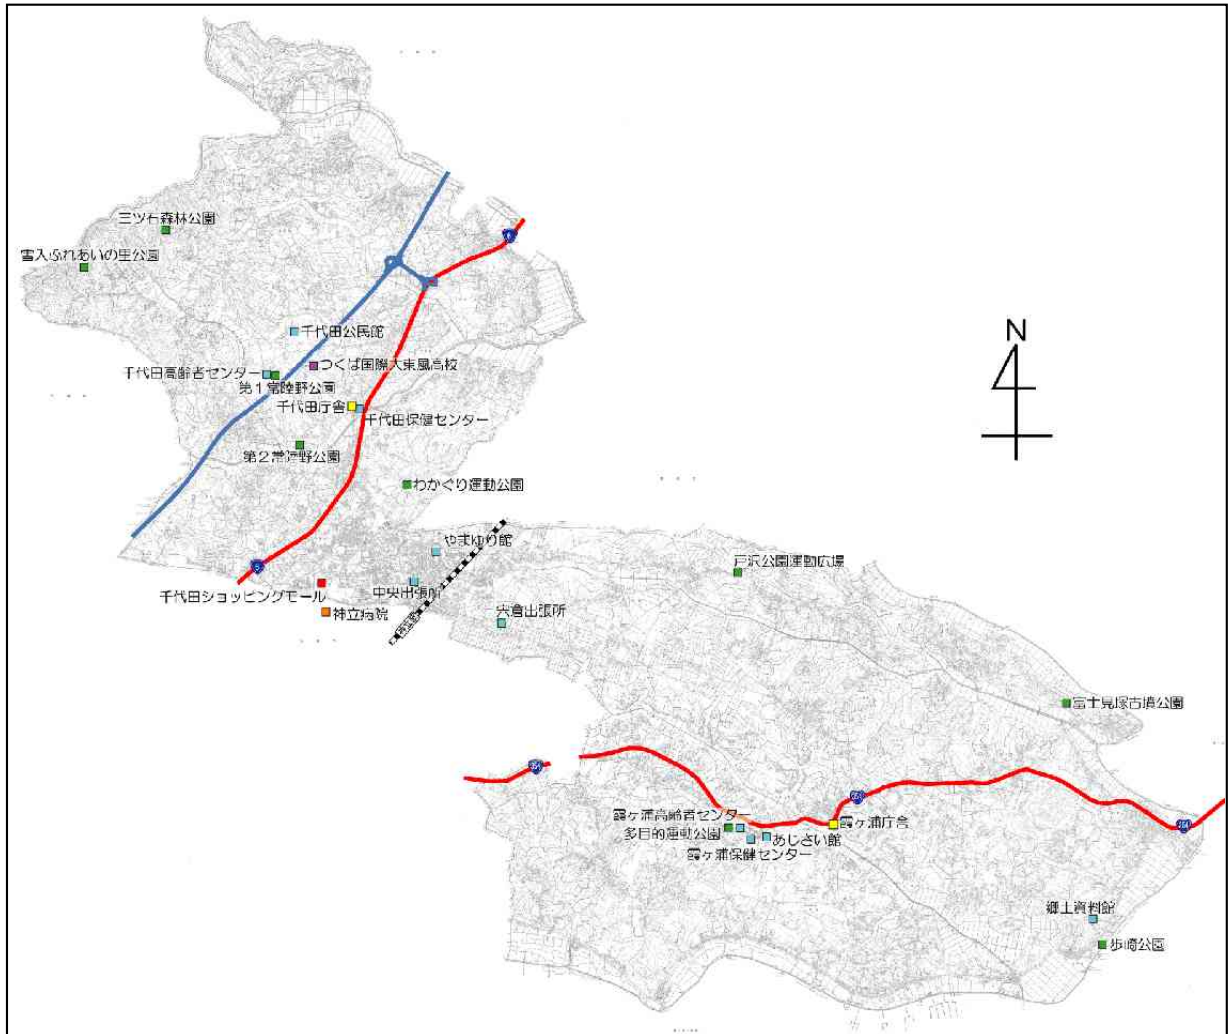 N
6
三ツ石森林公園
雪入ふれあいの里公園
千代田公民館
つくば国際大東風高校
千代田高齢者センター
第１常陸野公園
千代田庁舎
千代田保健センター
第２常陸野公園
わかぐり運動公園
やまゆり館
6
戸沢公園運動広場
千代田ショッピングモール
中央出張所
神立病院
宍倉出張所
富士見塚古墳公園
354
354
354
霞ヶ浦高齢者センター
霞ヶ浦庁舎
多目的運動公園
あじさい館
霞ヶ浦保健センター
郷土資料館
歩崎公園